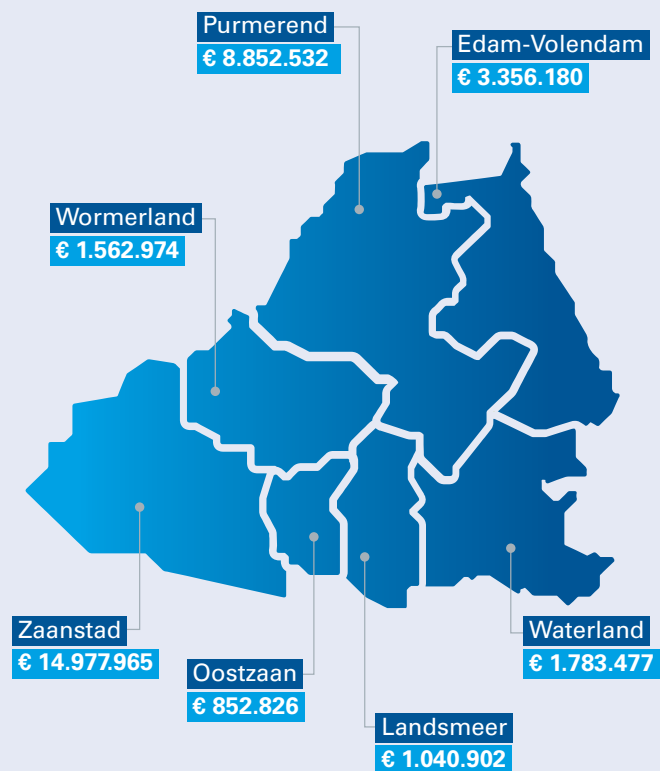 Purmerend
€ 8.852.532
Edam-Volendam
€ 3.356.180
Wormerland
€ 1.562.974
Zaanstad
€ 14.977.965
Oostzaan
€ 852.826
Landsmeer
€ 1.040.902
Waterland
€ 1.783.477